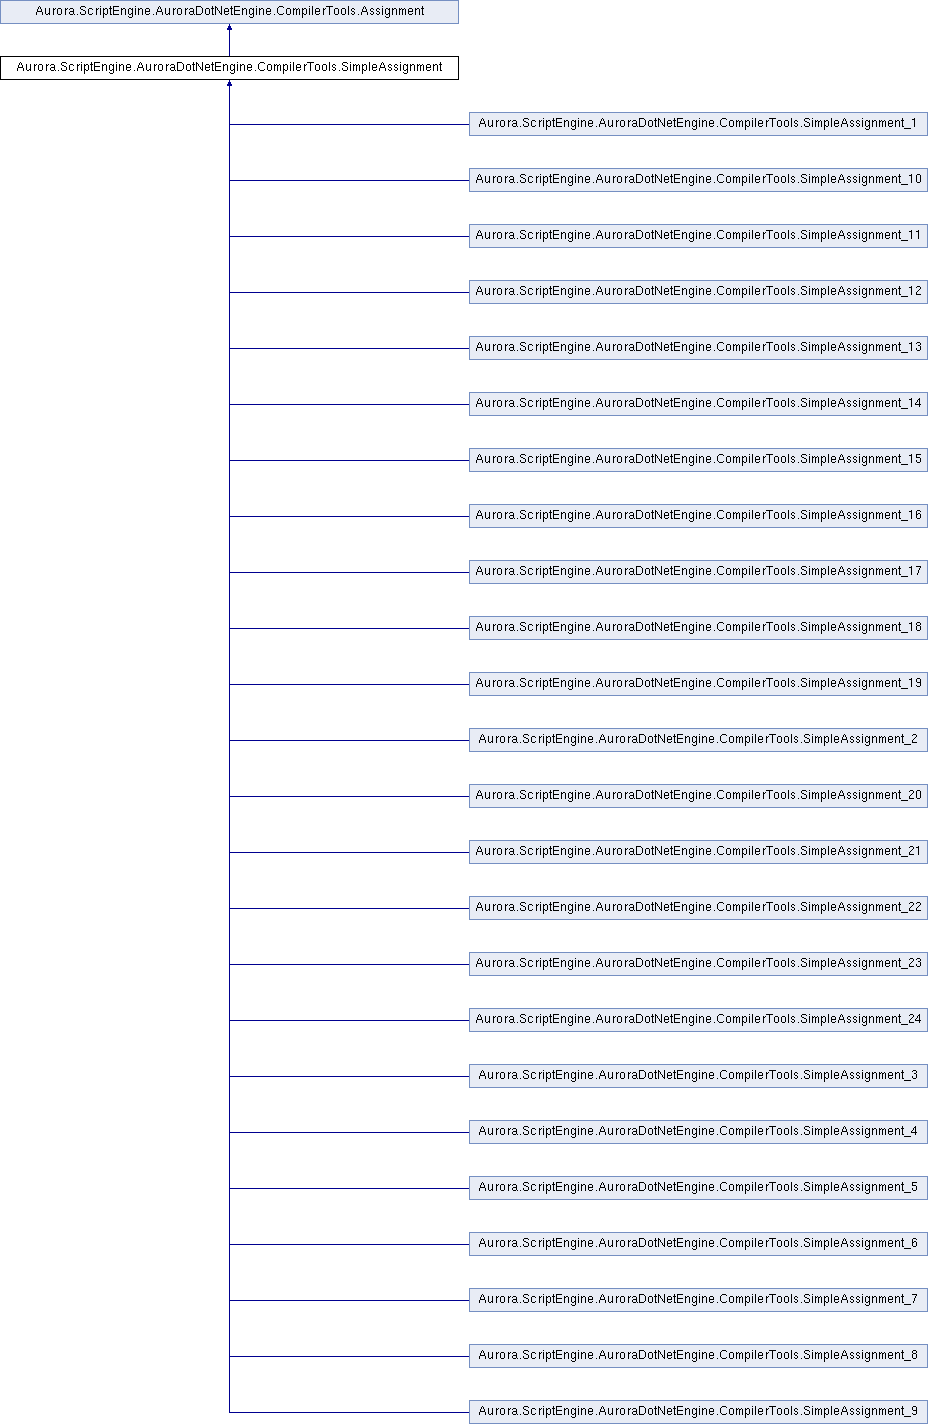 Aurora.ScriptEngine.AuroraDotNetEngine.CompilerTools.Assignment
Aurora.ScriptEngine.AuroraDotNetEngine.CompilerTools.SimpleAssignment
Aurora.ScriptEngine.AuroraDotNetEngine.CompilerTools.SimpleAssignment_1
Aurora.ScriptEngine.AuroraDotNetEngine.CompilerTools.SimpleAssignment_10
Aurora.ScriptEngine.AuroraDotNetEngine.CompilerTools.SimpleAssignment_11
Aurora.ScriptEngine.AuroraDotNetEngine.CompilerTools.SimpleAssignment_12
Aurora.ScriptEngine.AuroraDotNetEngine.CompilerTools.SimpleAssignment_13
Aurora.ScriptEngine.AuroraDotNetEngine.CompilerTools.SimpleAssignment_14
Aurora.ScriptEngine.AuroraDotNetEngine.CompilerTools.SimpleAssignment_15
Aurora.ScriptEngine.AuroraDotNetEngine.CompilerTools.SimpleAssignment_16
Aurora.ScriptEngine.AuroraDotNetEngine.CompilerTools.SimpleAssignment_17
Aurora.ScriptEngine.AuroraDotNetEngine.CompilerTools.SimpleAssignment_18
Aurora.ScriptEngine.AuroraDotNetEngine.CompilerTools.SimpleAssignment_19
Aurora.ScriptEngine.AuroraDotNetEngine.CompilerTools.SimpleAssignment_2
Aurora.ScriptEngine.AuroraDotNetEngine.CompilerTools.SimpleAssignment_20
Aurora.ScriptEngine.AuroraDotNetEngine.CompilerTools.SimpleAssignment_21
Aurora.ScriptEngine.AuroraDotNetEngine.CompilerTools.SimpleAssignment_22
Aurora.ScriptEngine.AuroraDotNetEngine.CompilerTools.SimpleAssignment_23
Aurora.ScriptEngine.AuroraDotNetEngine.CompilerTools.SimpleAssignment_24
Aurora.ScriptEngine.AuroraDotNetEngine.CompilerTools.SimpleAssignment_3
Aurora.ScriptEngine.AuroraDotNetEngine.CompilerTools.SimpleAssignment_4
Aurora.ScriptEngine.AuroraDotNetEngine.CompilerTools.SimpleAssignment_5
Aurora.ScriptEngine.AuroraDotNetEngine.CompilerTools.SimpleAssignment_6
Aurora.ScriptEngine.AuroraDotNetEngine.CompilerTools.SimpleAssignment_7
Aurora.ScriptEngine.AuroraDotNetEngine.CompilerTools.SimpleAssignment_8
Aurora.ScriptEngine.AuroraDotNetEngine.CompilerTools.SimpleAssignment_9